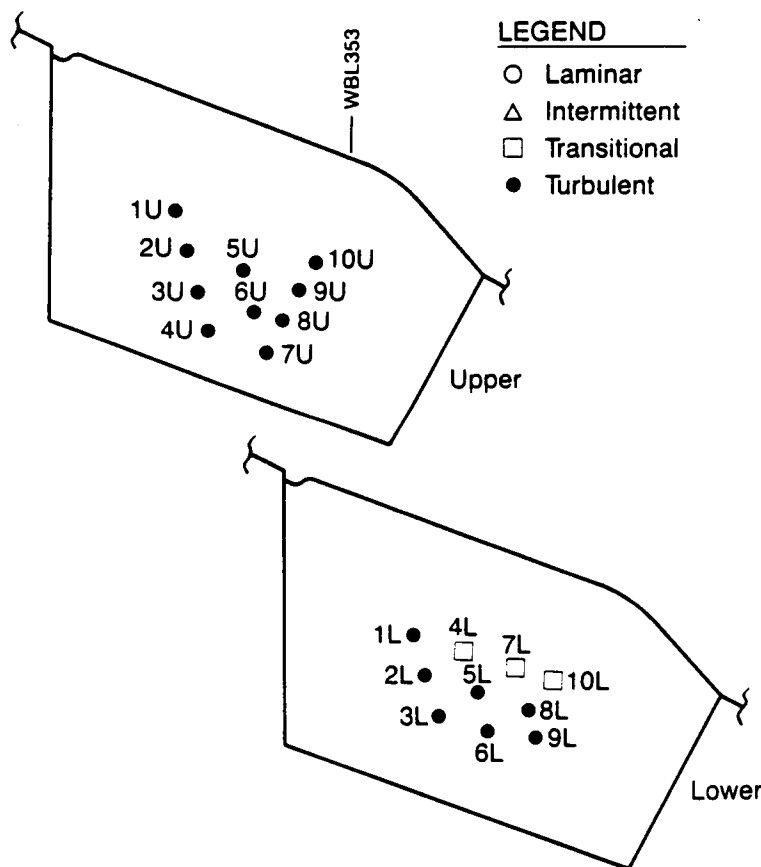 LEGEND
Laminar
Intermittent
Transitional
Turbulent
WBL353
1U
2U
5U
10U
3U
6U
9U
4U
8U
7U
Upper
1L
4L
7L
2L
5L
10L
3L
8L
6L
9L
Lower